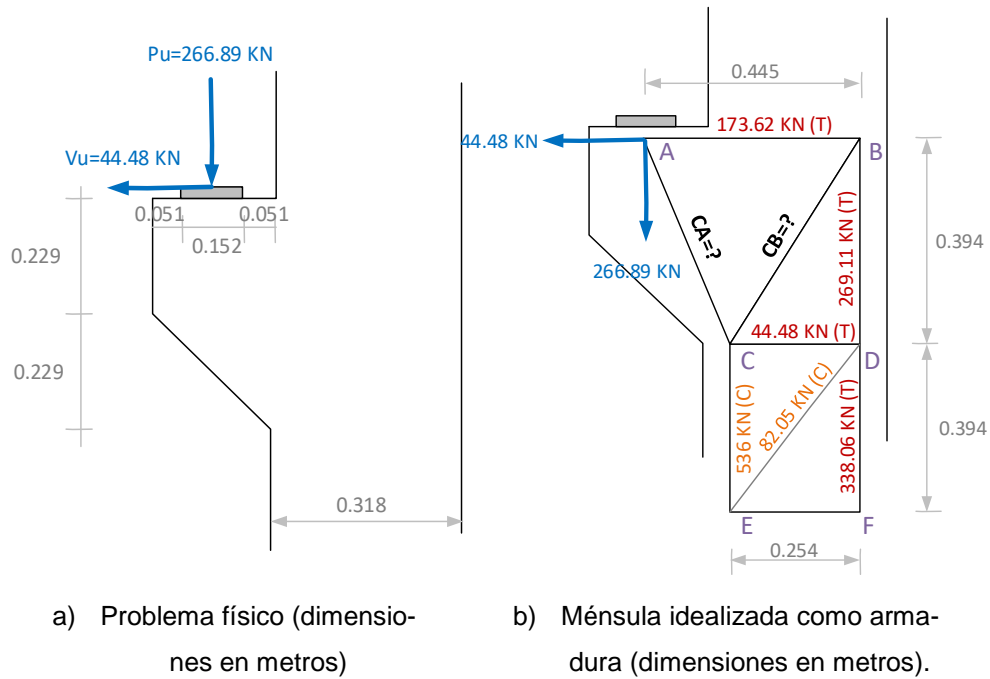 Pu=266.89 KN
Vu=44.48 KN
0.051
0.051
0.152
0.229
0.229
0.318
0.445
173.62 KN (T)
44.48 KN
A
B
CA=?
CB=?
269.11 KN (T)
0.394
266.89 KN
44.48 KN (T)
C
D
536 KN (C)
82.05 KN (C)
338.06 KN (T)
0.394
E
F
0.254
a) Problema físico (dimensio-
nes en metros)
b) Ménsula idealizada como arma-
dura (dimensiones en metros).